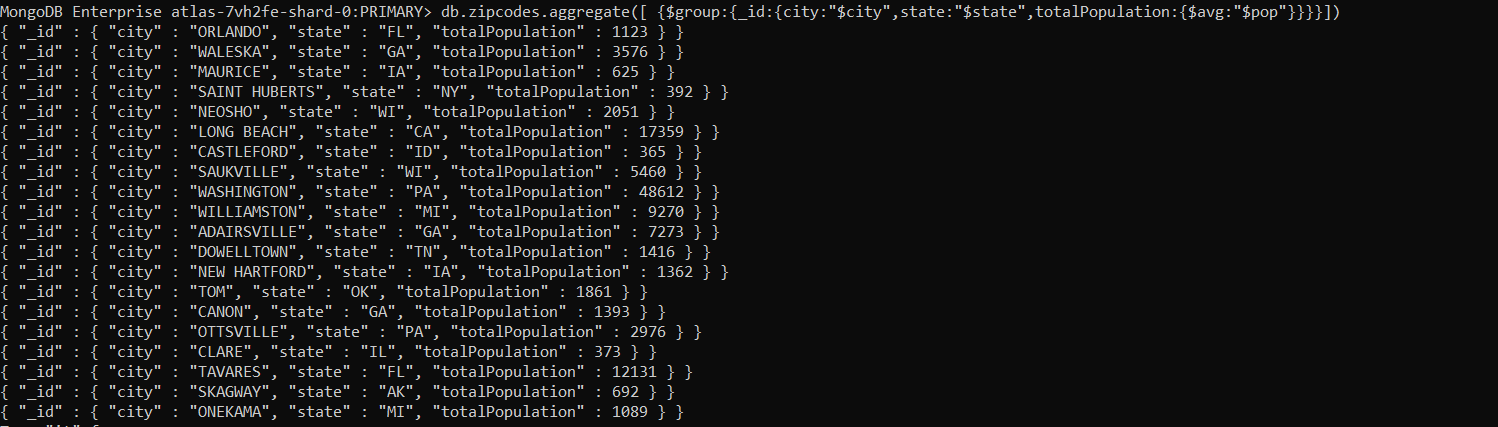 MongoDB Enterprise atlas-7vh2fe-shard-0:PRIMARY> db.zipcodes.aggregate([ {$group:{_id:{city:"$city",state:"$state",totalPopulation:{$avg:"$pop"}}}}])
{ "_id" : { "city" : "ORLANDO", "state" : "FL", "totalPopulation" : 1123 } }
{ "_id" : { "city" : "WALESKA", "state" : "GA", "totalPopulation" : 3576 } }
{ "_id" : { "city" : "MAURICE", "state" : "IA", "totalPopulation" : 625 } }
{ "_id" : { "city" : "SAINT HUBERTS", "state" : "NY", "totalPopulation" : 392 } }
{ "_id" : { "city" : "NEOSHO", "state" : "WI", "totalPopulation" : 2051 } }
{ "_id" : { "city" : "LONG BEACH", "state" : "CA", "totalPopulation" : 17359 } }
{ "_id" : { "city" : "CASTLEFORD", "state" : "ID", "totalPopulation" : 365 } }
{ "_id" : { "city" : "SAUKVILLE", "state" : "WI", "totalPopulation" : 5460 } }
{ "_id" : { "city" : "WASHINGTON", "state" : "PA", "totalPopulation" : 48612 } }
{ "_id" : { "city" : "WILLIAMSTON", "state" : "MI", "totalPopulation" : 9270 } }
{ "_id" : { "city" : "ADAIRSVILLE", "state" : "GA", "totalPopulation" : 7273 } }
{ "_id" : { "city" : "DOWELLTOWN", "state" : "TN", "totalPopulation" : 1416 } }
{ "_id" : { "city" : "NEW HARTFORD", "state" : "IA", "totalPopulation" : 1362 } }
{ "_id" : { "city" : "TOM", "state" : "OK", "totalPopulation" : 1861 } }
{ "_id" : { "city" : "CANON", "state" : "GA", "totalPopulation" : 1393 } }
{ "_id" : { "city" : "OTTSVILLE", "state" : "PA", "totalPopulation" : 2976 } }
{ "_id" : { "city" : "CLARE", "state" : "IL", "totalPopulation" : 373 } }
{ "_id" : { "city" : "TAVARES", "state" : "FL", "totalPopulation" : 12131 } }
{ "_id" : { "city" : "SKAGWAY", "state" : "AK", "totalPopulation" : 692 } }
{ "_id" : { "city" : "ONEKAMA", "state" : "MI", "totalPopulation" : 1089 } }